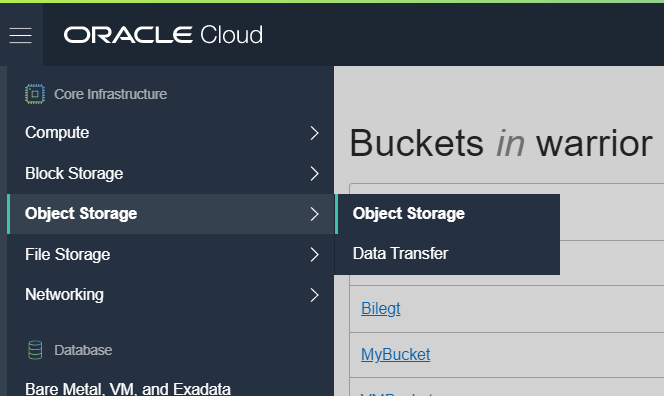 ORACLE Cloud
Core Infrastructure
Compute
Block Storage
Object Storage
File Storage
Networking
Database
Bare Metal, VM, and Exadata
Object Storage
Data Transfer
Buckets in warrior
Bilegt
MyBucket